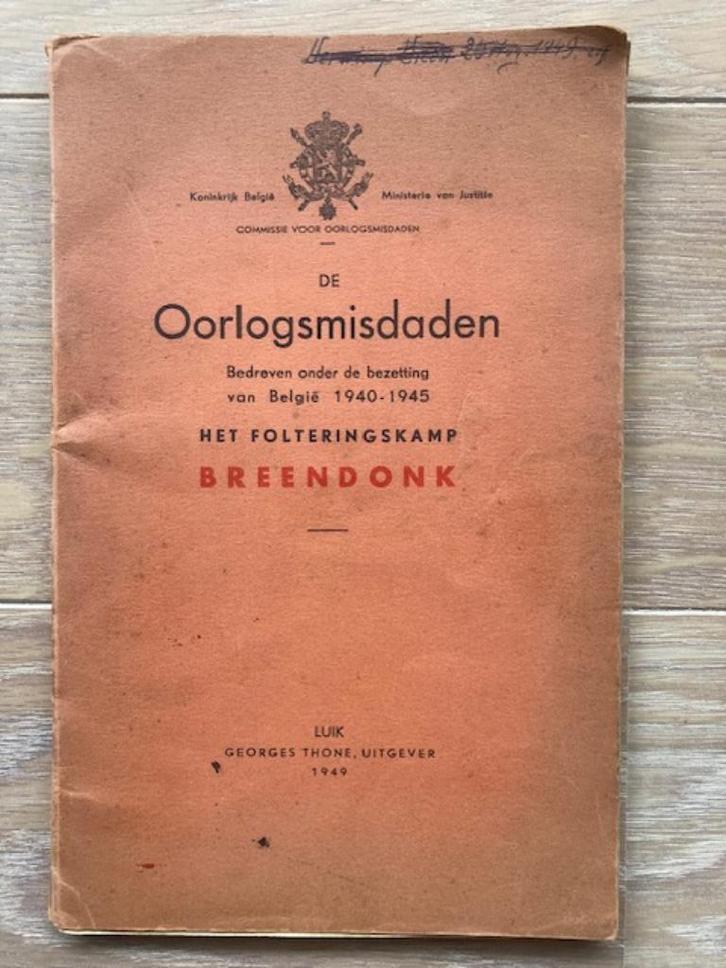 1949
Koninkrijk België Ministerie van Justitie
COMMISSIE VOOR OORLOGSMISDADEN
DE
Oorlogsmisdaden
Bedreven onder de bezetting
van België 1940-1945
HET FOLTERINGSKAMP
BREENDONK
LUIK
GEORGES THONE, UITGEVER
1949